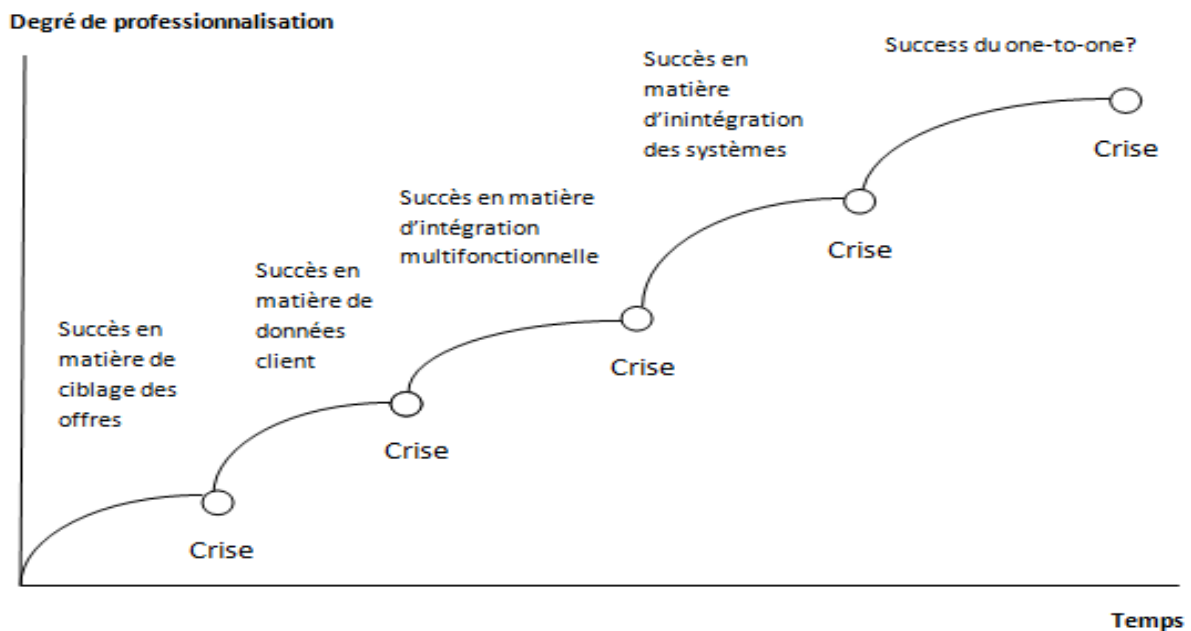 Degré de professionnalisation
Success du one-to-one?
Succès en
matière
d'inintégration
des systèmes
Crise
Succès en matière
d'intégration
multifonctionnelle
Crise
Succès en
matière de
données
client
Crise
Succès en
matière de
ciblage des
offres
Crise
Crise
Temps